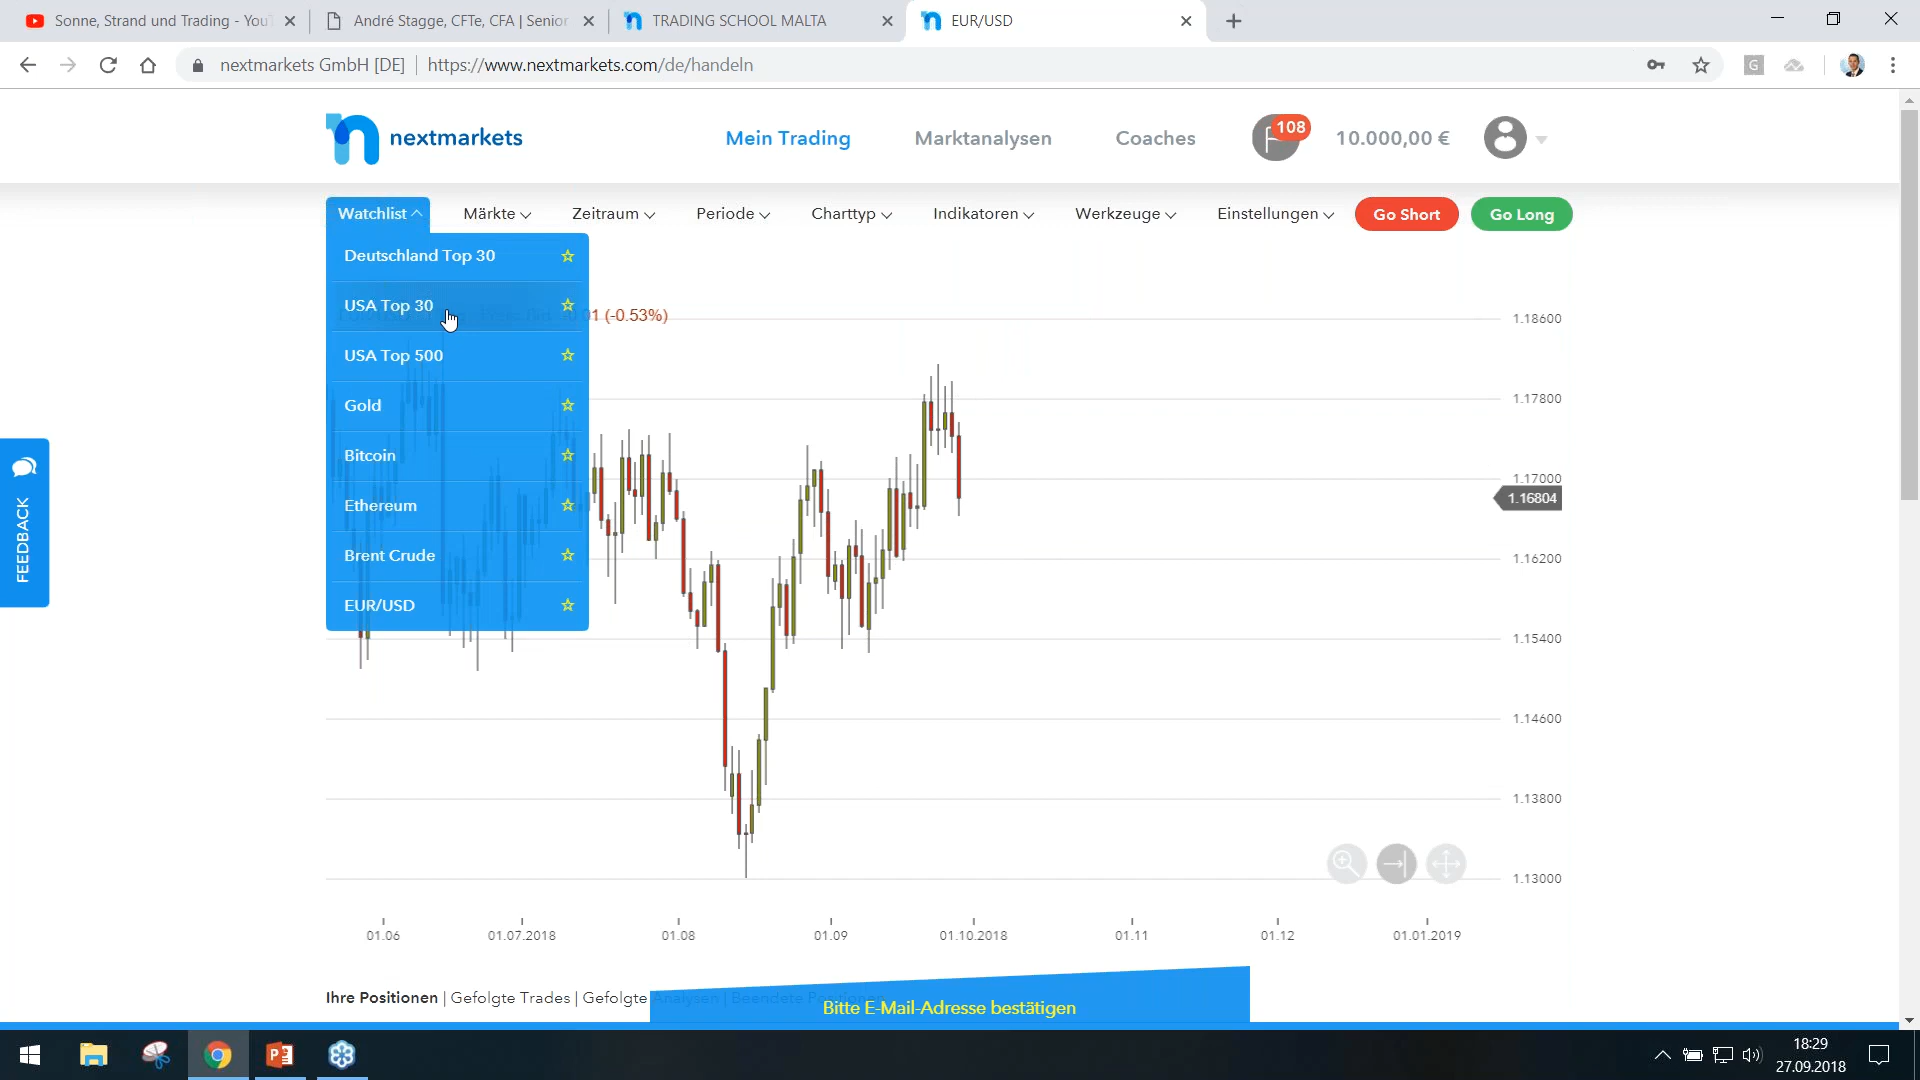 Sonne, Strand und Trading - You
André Stagge, CFTe, CFA | Senior
TRADING SCHOOL MALTA
EUR/USD
nextmarkets GmbH [DE] | https://www.nextmarkets.com/de/handeln
G
nextmarkets
Mein Trading
Marktanalysen
Coaches
108
10.000,00 €
Watchlist
Märkte
Zeitraum
Periode
Charttyp
Indikatoren
Werkzeuge
Einstellungen
Go Short
Go Long
Deutschland Top 30
USA Top 30
01 (-0.53%)
USA Top 500
Gold
Bitcoin
Ethereum
Brent Crude
EUR/USD
1.18600
1.17800
1.17000
1.16804
1.16200
1.15400
1.14600
1.13800
1.13000
FEEDBACK
01.06
01.07.2018
01.08
01.09
01.10.2018
01.11
01.12
01.01.2019
Ihre Positionen | Gefolgte Trades | Gefolgte Analysen | Beendete Positionen
Bitte E-Mail-Adresse bestätigen
18:29
27.09.2018